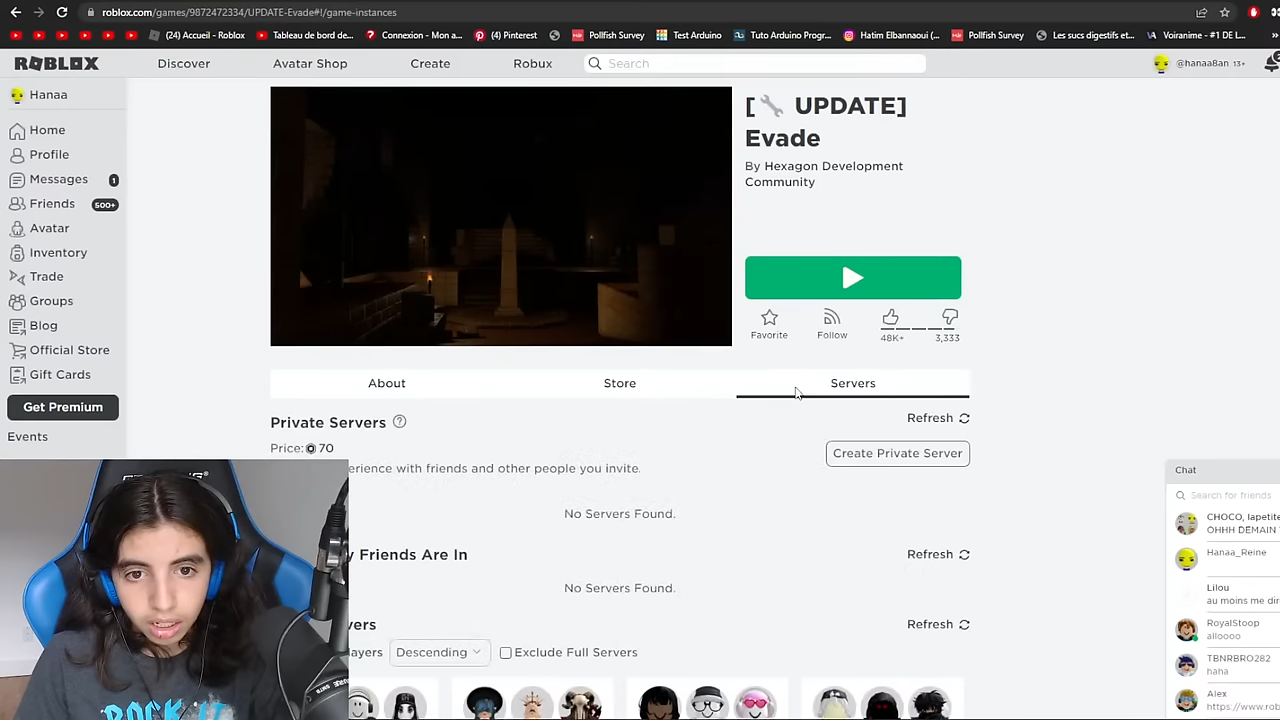 roblox.com/games/9872472334/UPDATE-Evade#!/game-instances
(24) Accueil - Roblox
Tableau de bord de...
Connexion - Mon a...
(4) Pinterest
Pollfish Survey
Test Arduino
Tuto Arduino Progr...
Hatim Elbannaoui (...
Pollfish Survey
Les sucs digestifs et...
Voiranime - #1 DE L...
ROBLOX
Discover
Avatar Shop
Create
Robux
Search
@hanaa8an 13+
Hanaa
Home
Profile
Messages 1
Friends 500+
Avatar
Inventory
Trade
Groups
Blog
Official Store
Gift Cards
Get Premium
Events
[🔧 UPDATE]
Evade
By Hexagon Development
Community
Favorite
Follow
48K+
3,333
About
Store
Servers
Private Servers
Refresh
Price: 70
Create Private Server
erience with friends and other people you invite.
No Servers Found.
y Friends Are In
Refresh
No Servers Found.
vers
Refresh
layers
Descending
Exclude Full Servers
Chat
Search for friends
CHOCO, lapetite
OHHH DEMAIN
Hanaa_Reine
Lilou
au moins me dir
RoyalStoop
alloooo
TBNRBRO282
haha
Alex
https://www.ro
ROCK IT